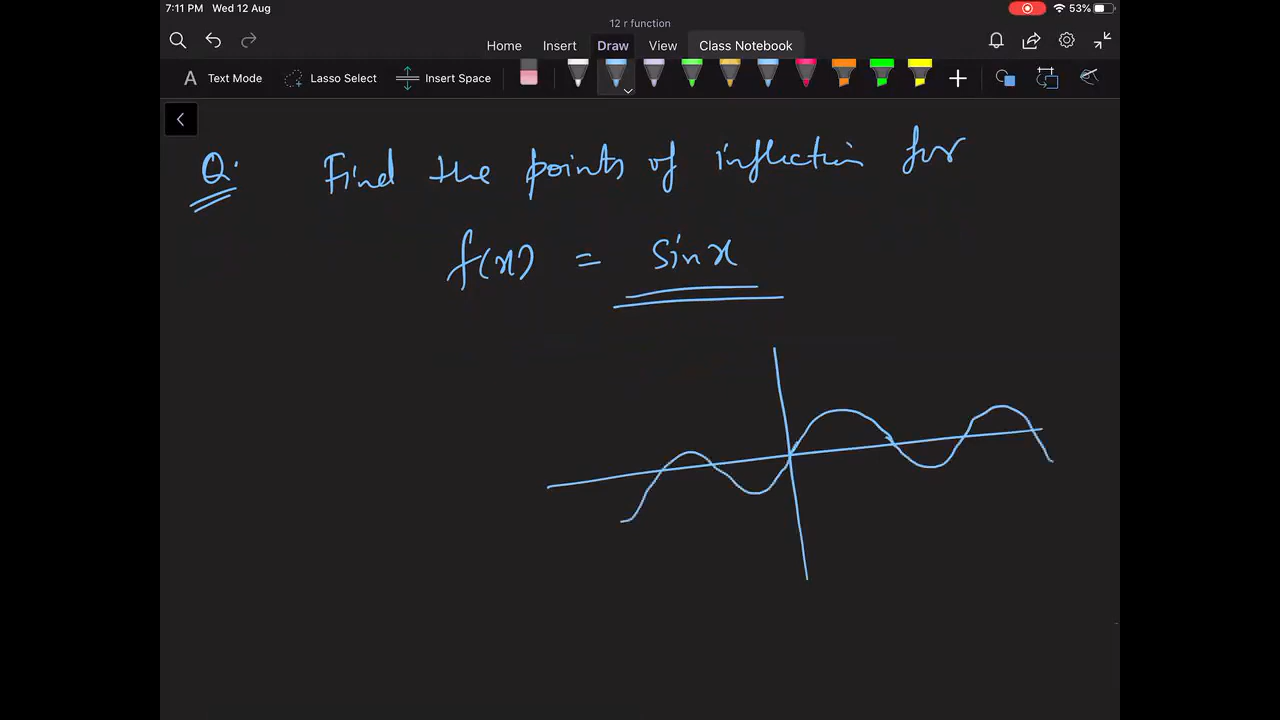 7:11 PM Wed 12 Aug
53%
12 r function
Home Insert Draw View Class Notebook
A Text Mode Lasso Select Insert Space
Q. Find the points of inflection for
f(x) = sinx